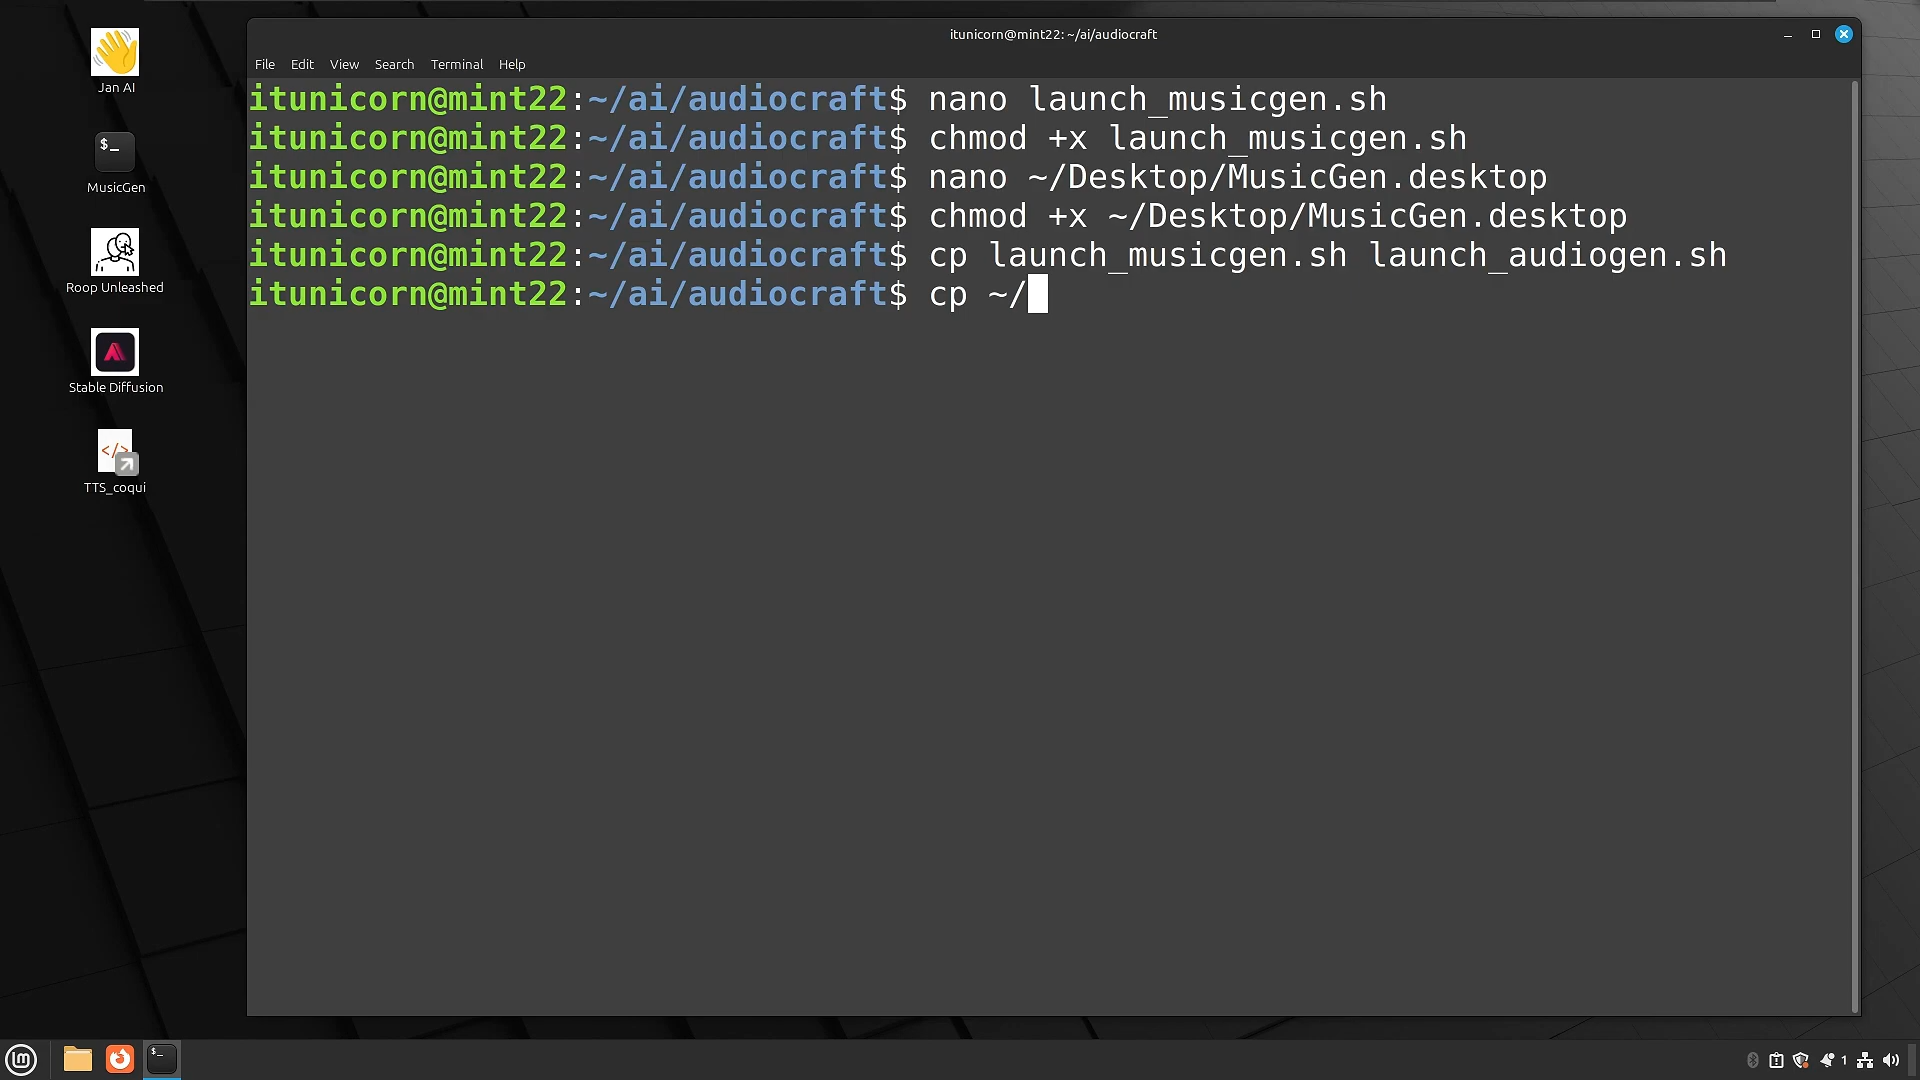 itunicorn@mint22: ~/ai/audiocraft
File Edit View Search Terminal Help
itunicorn@mint22:~/ai/audiocraft$ nano launch_musicgen.sh
itunicorn@mint22:~/ai/audiocraft$ chmod +x launch_musicgen.sh
itunicorn@mint22:~/ai/audiocraft$ nano ~/Desktop/MusicGen.desktop
itunicorn@mint22:~/ai/audiocraft$ chmod +x ~/Desktop/MusicGen.desktop
itunicorn@mint22:~/ai/audiocraft$ cp launch_musicgen.sh launch_audiogen.sh
itunicorn@mint22:~/ai/audiocraft$ cp ~/
Jan AI
$_
MusicGen
Roop Unleashed
Stable Diffusion
</>
TTS_coqui
lm
$_
1